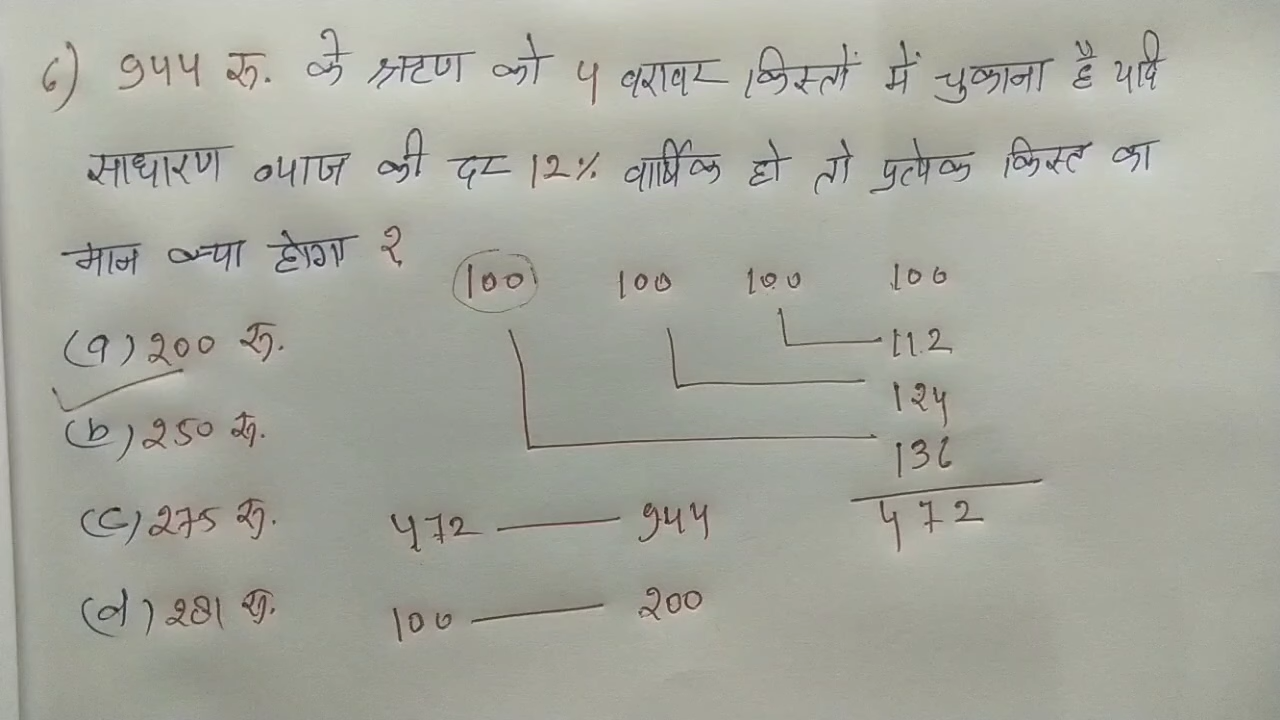 6) 944 रु. के ऋण को 4 बराबर किस्तों में चुकाना है यदि
साधारण ब्याज की दर 12% वार्षिक हो तो प्रत्येक किस्त का
मान क्या होगा ?
100 100 100 100
(a) 200 रु.
112
124
(b) 250 रु.
136
(c) 275 रु.
472 — 944
472
(d) 281 रु.
100 — 200